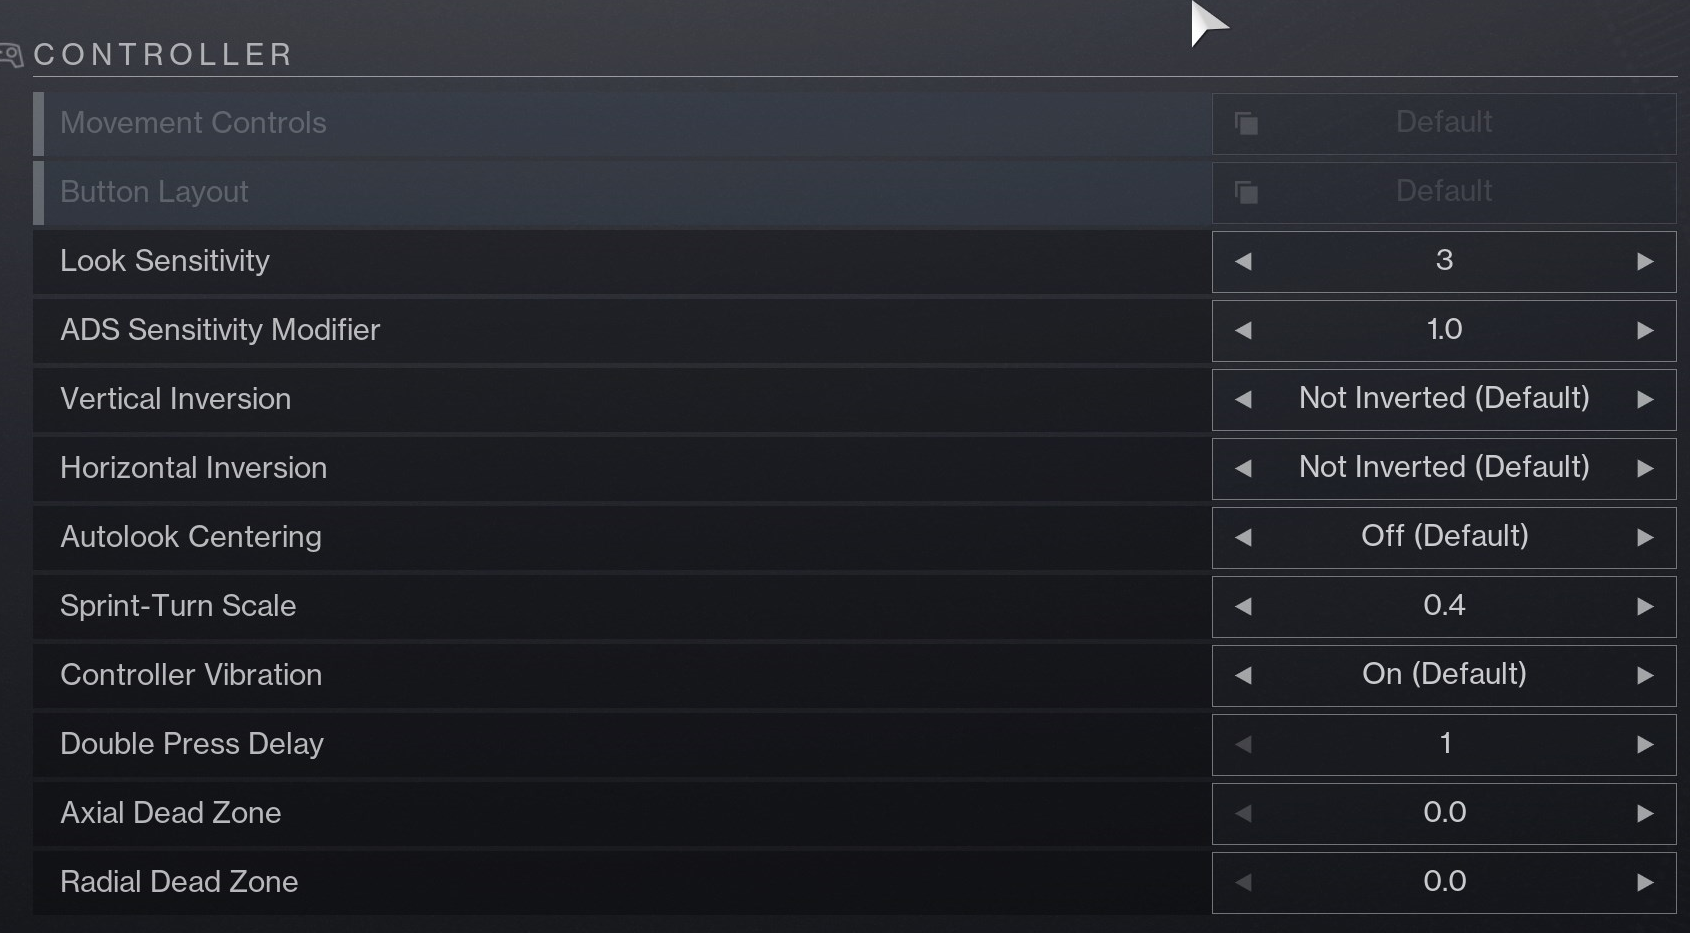 CONTROLLER
Movement Controls Default
Button Layout Default
Look Sensitivity 3
ADS Sensitivity Modifier 1.0
Vertical Inversion Not Inverted (Default)
Horizontal Inversion Not Inverted (Default)
Autolook Centering Off (Default)
Sprint-Turn Scale 0.4
Controller Vibration On (Default)
Double Press Delay 1
Axial Dead Zone 0.0
Radial Dead Zone 0.0